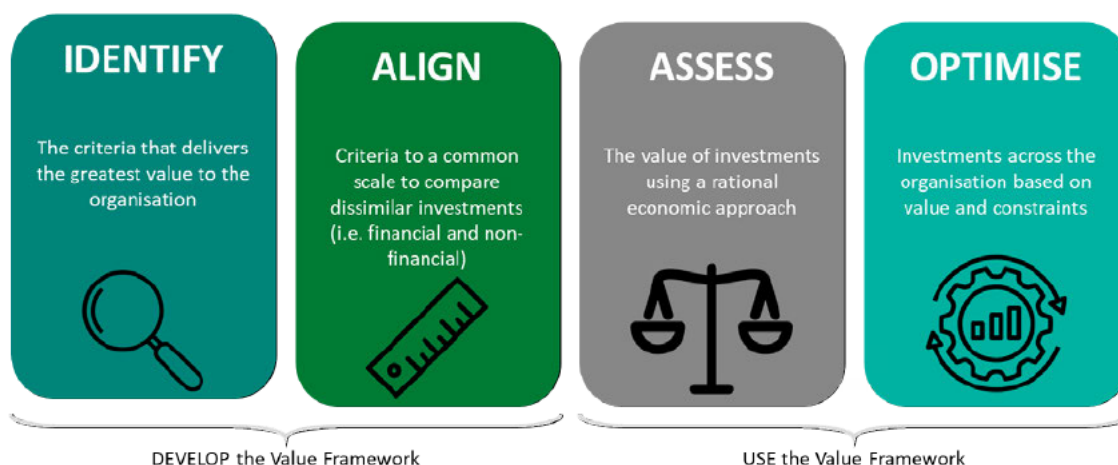 IDENTIFY
The criteria that delivers
the greatest value to the
organisation
ALIGN
Criteria to a common
scale to compare
dissimilar investments
(i.e. financial and non-
financial)
ASSESS
The value of investments
using a rational
economic approach
OPTIMISE
Investments across the
organisation based on
value and constraints
DEVELOP the Value Framework
USE the Value Framework